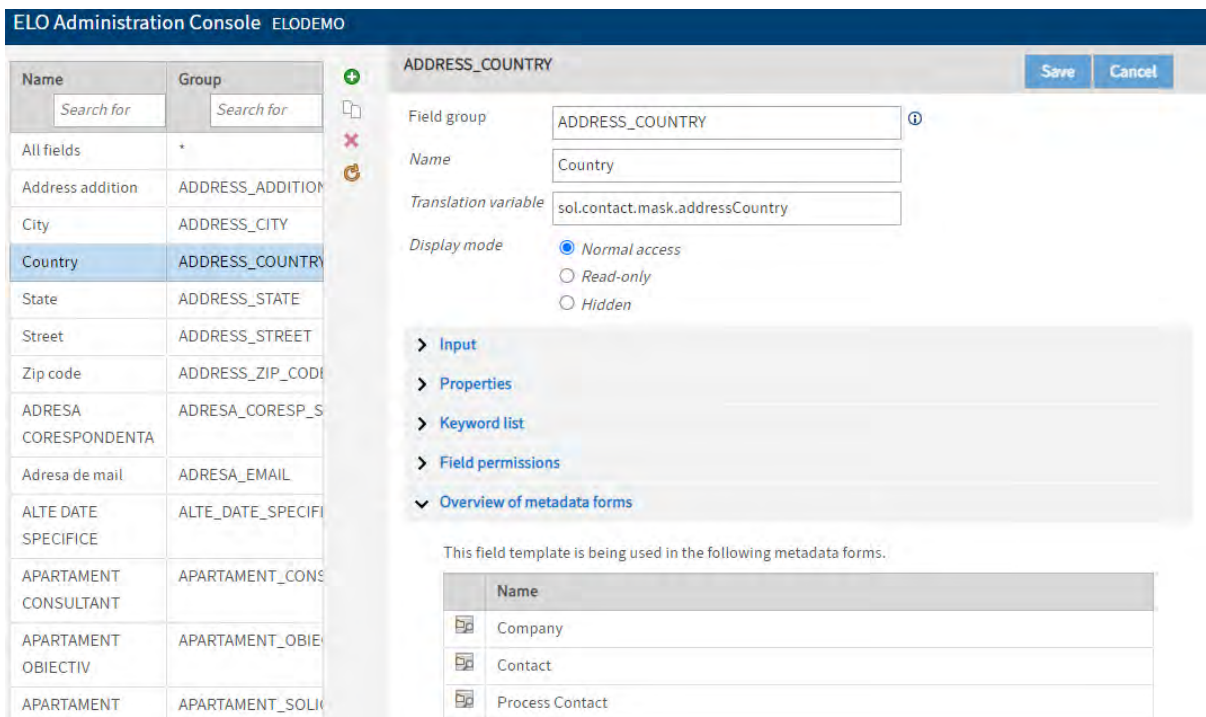 ELO Administration Console ELODEMO
Name Group
Search for Search for
All fields *
Address addition ADDRESS_ADDITION
City ADDRESS_CITY
Country ADDRESS_COUNTRY
State ADDRESS_STATE
Street ADDRESS_STREET
Zip code ADDRESS_ZIP_CODE
ADRESA ADRESA_CORESP_S
CORESPONDENTA
Adresa de mail ADRESA_EMAIL
ALTE DATE ALTE_DATE_SPECIFI
SPECIFICE
APARTAMENT APARTAMENT_CONS
CONSULTANT
APARTAMENT APARTAMENT_OBIE
OBIECTIV
APARTAMENT APARTAMENT_SOLI
ADDRESS_COUNTRY Save Cancel
Field group ADDRESS_COUNTRY
Name Country
Translation variable sol.contact.mask.addressCountry
Display mode Normal access
Read-only
Hidden
Input
Properties
Keyword list
Field permissions
Overview of metadata forms
This field template is being used in the following metadata forms.
Name
Company
Contact
Process Contact